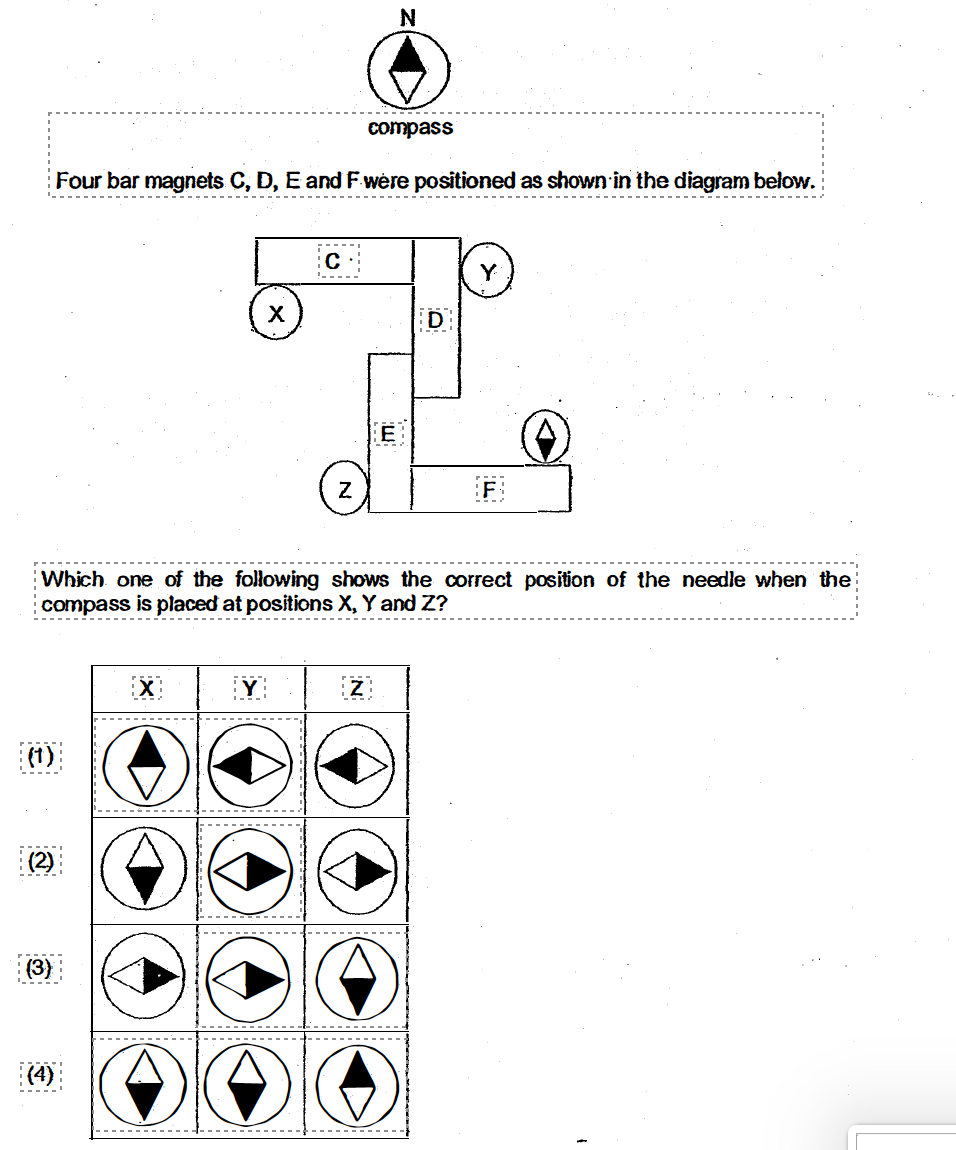 N
compass
Four bar magnets C, D, E and F were positioned as shown in the diagram below.
C
Y
X
D
E
Z
F
Which one of the following shows the correct position of the needle when the
compass is placed at positions X, Y and Z?
X Y Z
(1)
(2)
(3)
(4)